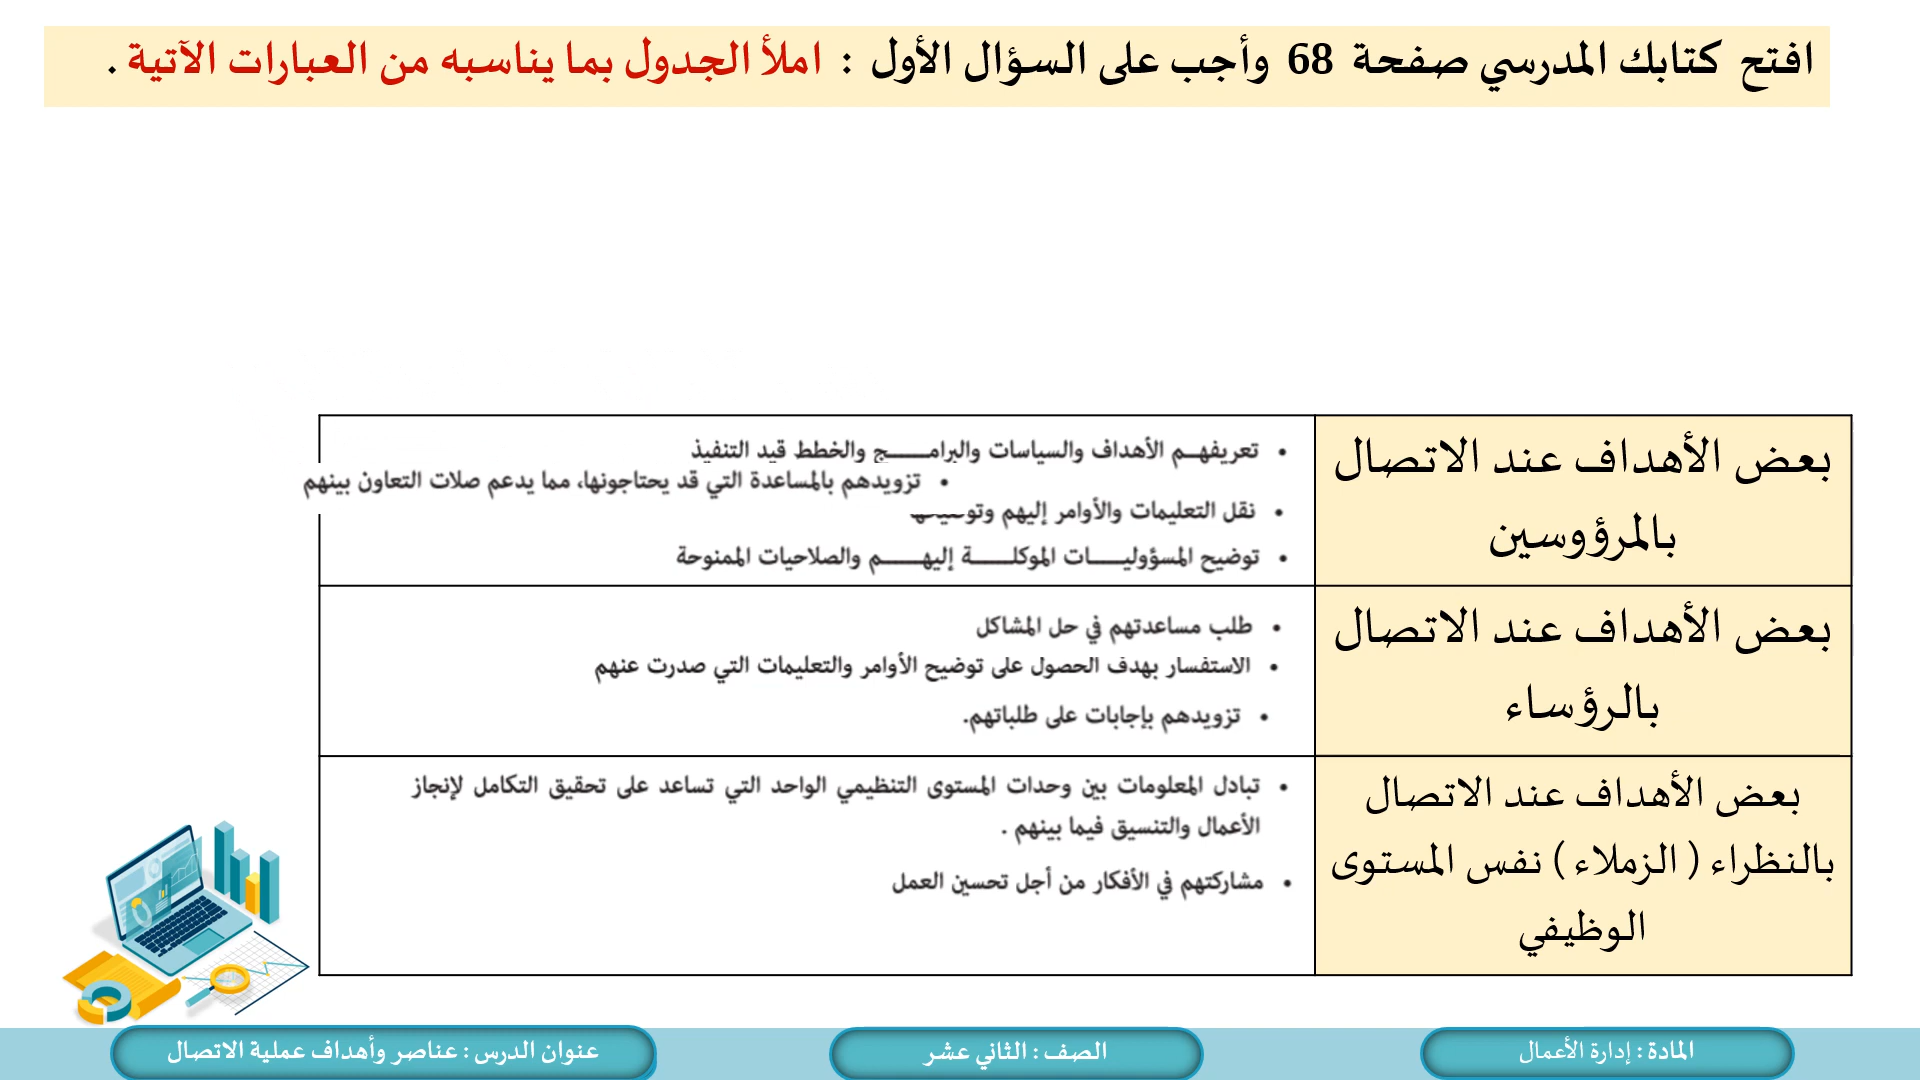 افتح كتابك المدرسي صفحة 68 وأجب على السؤال الأول : املأ الجدول بما يناسبه من العبارات الآتية .
بعض الأهداف عند الاتصال
بالمرؤوسين
• تعريفهم الأهداف والسياسات والبرامج والخطط قيد التنفيذ
• تزويدهم بالمساعدة التي قد يحتاجونها، مما يدعم صلات التعاون بينهم
• نقل التعليمات والأوامر إليهم وتوضيحها
• توضيح المسؤوليات الموكلة إليهم والصلاحيات الممنوحة
بعض الأهداف عند الاتصال
بالرؤساء
• طلب مساعدتهم في حل المشاكل
• الاستفسار بهدف الحصول على توضيح الأوامر والتعليمات التي صدرت عنهم
• تزويدهم بإجابات على طلباتهم.
بعض الأهداف عند الاتصال
بالنظراء ( الزملاء ) نفس المستوى
الوظيفي
• تبادل المعلومات بين وحدات المستوى التنظيمي الواحد التي تساعد على تحقيق التكامل لإنجاز
الأعمال والتنسيق فيما بينهم .
• مشاركتهم في الأفكار من أجل تحسين العمل
المادة : إدارة الأعمال
الصف : الثاني عشر
عنوان الدرس : عناصر وأهداف عملية الاتصال